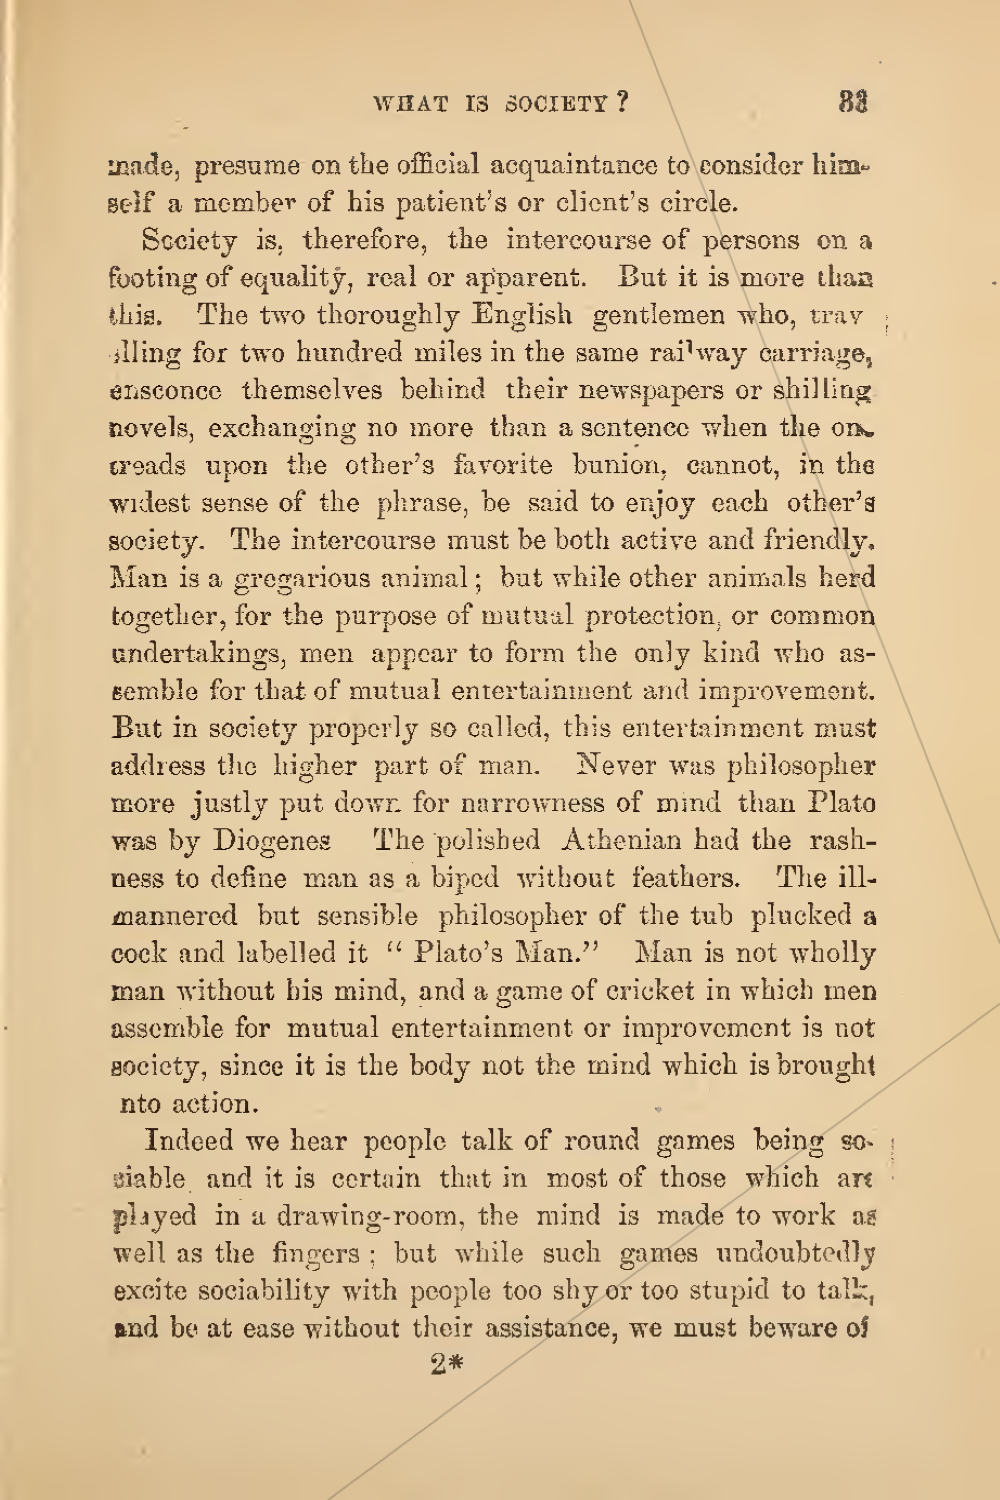 WHAT IS SOCIETY? 33
made, presume on the official acquaintance to consider him-
self a member of his patient's or client's circle.
Society is, therefore, the intercourse of persons on a
footing of equality, real or apparent. But it is more than
this. The two thoroughly English gentlemen who, trav
elling for two hundred miles in the same railway carriage,
ensconce themselves behind their newspapers or shilling
novels, exchanging no more than a sentence when the one
treads upon the other's favorite bunion, cannot, in the
widest sense of the phrase, be said to enjoy each other's
society. The intercourse must be both active and friendly.
Man is a gregarious animal; but while other animals herd
together, for the purpose of mutual protection, or common
undertakings, men appear to form the only kind who as-
semble for that of mutual entertainment and improvement.
But in society properly so called, this entertainment must
address the higher part of man. Never was philosopher
more justly put down for narrowness of mind than Plato
was by Diogenes The polished Athenian had the rash-
ness to define man as a biped without feathers. The ill-
mannered but sensible philosopher of the tub plucked a
cock and labelled it "Plato's Man." Man is not wholly
man without his mind, and a game of cricket in which men
assemble for mutual entertainment or improvement is not
society, since it is the body not the mind which is brought
nto action.
Indeed we hear people talk of round games being so-
ciable and it is certain that in most of those which are
played in a drawing-room, the mind is made to work as
well as the fingers; but while such games undoubtedly
excite sociability with people too shy or too stupid to talk,
and be at ease without their assistance, we must beware of
2*